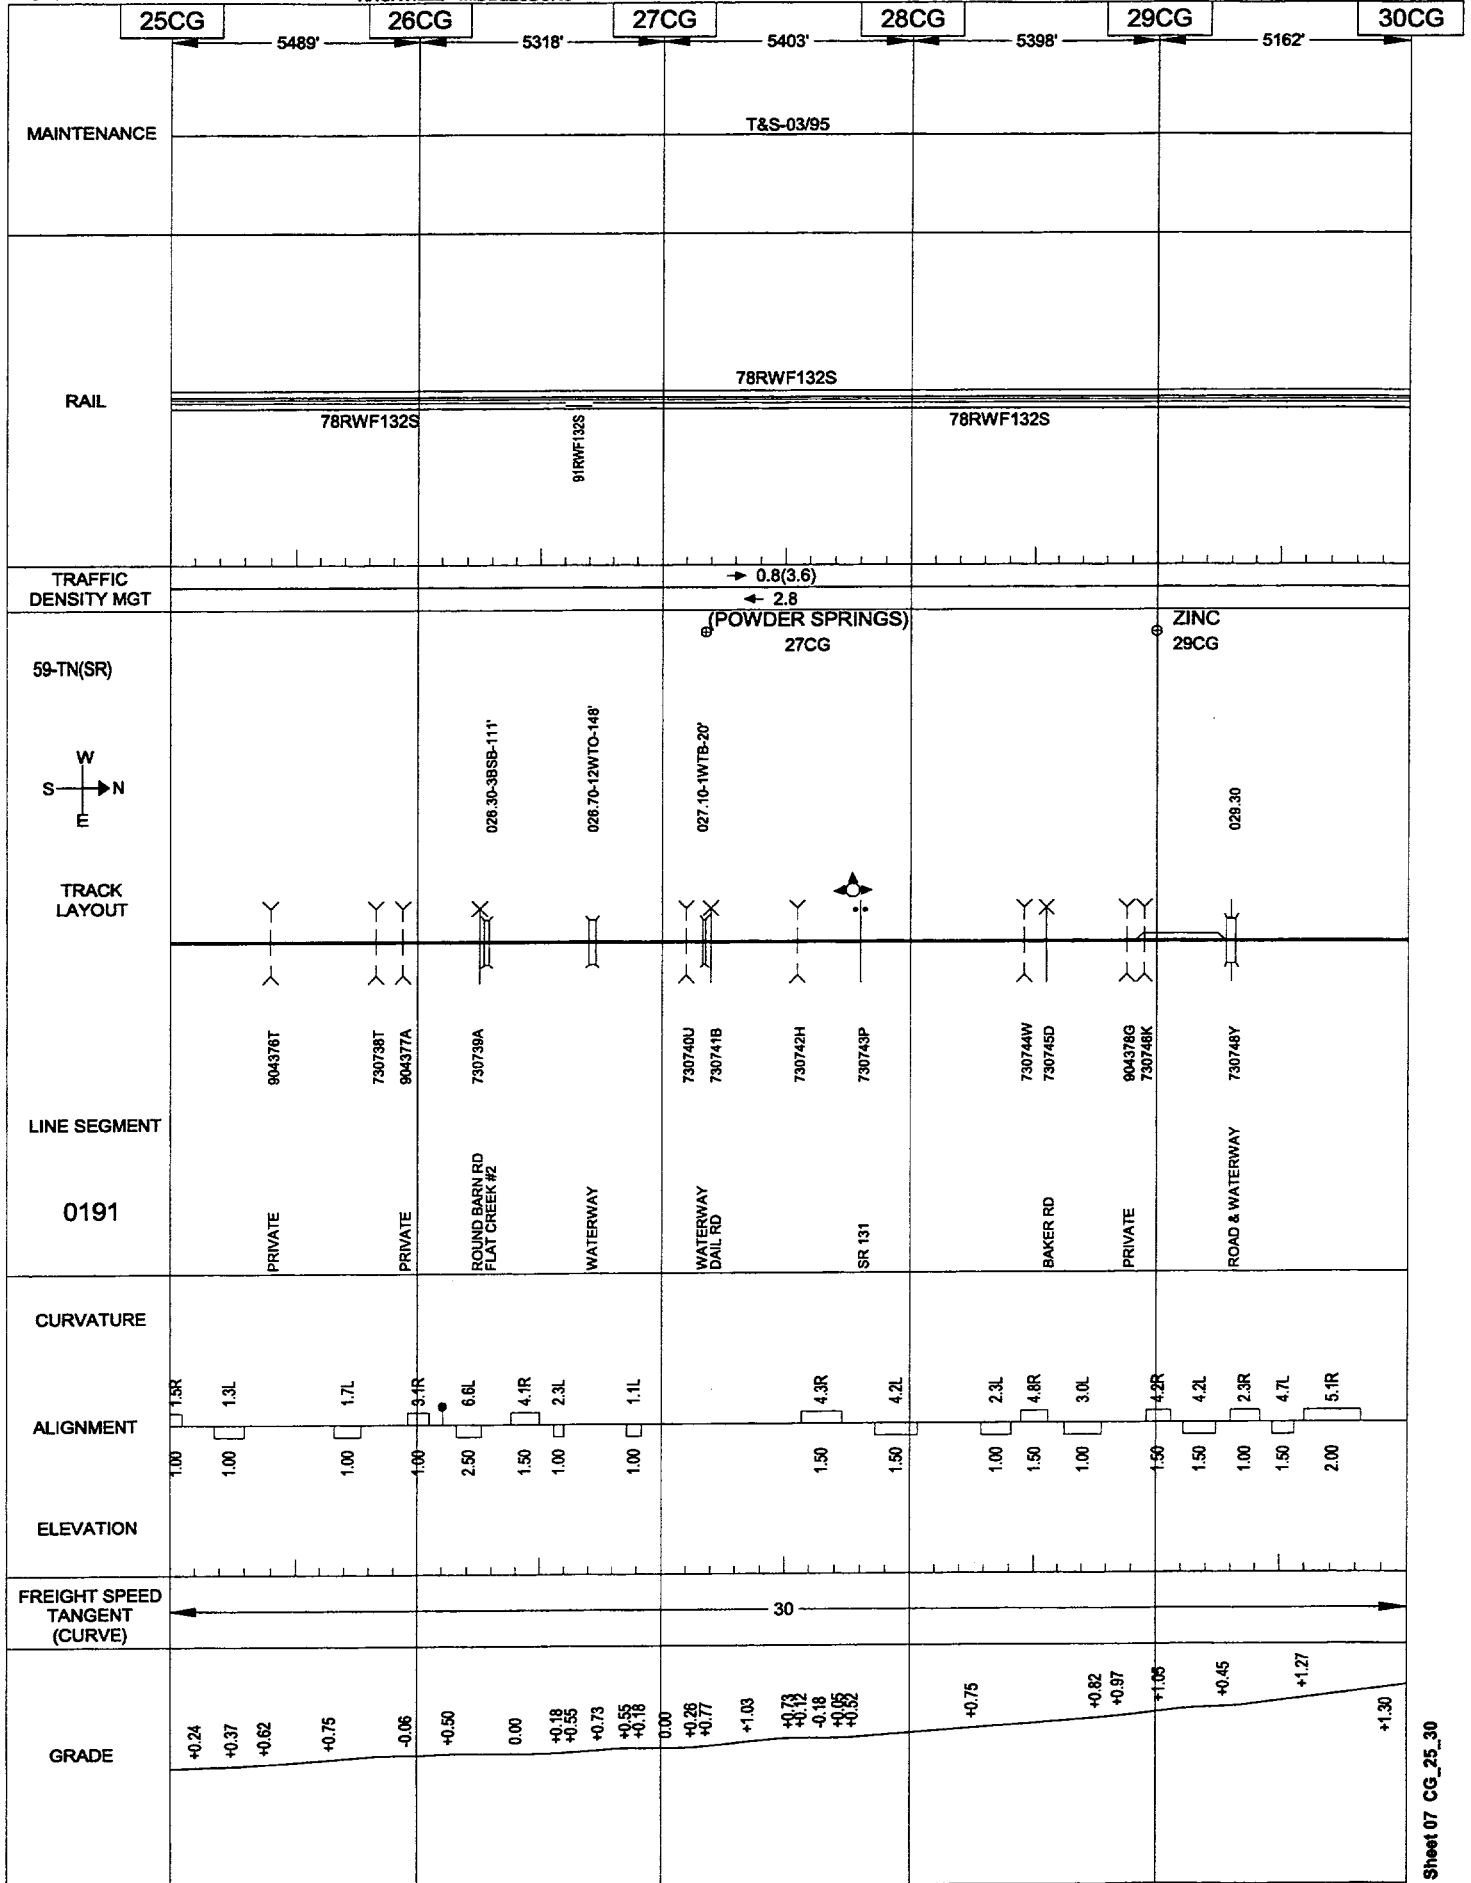 25CG 26CG 27CG 28CG 29CG 30CG
5489' 5318' 5403' 5398' 5162'
MAINTENANCE
T&S-03/95
RAIL
78RWF132S
78RWF132S 78RWF132S
91RWF132S
TRAFFIC
DENSITY MGT
→ 0.8(3.6)
← 2.8
(POWDER SPRINGS)
27CG
ZINC
29CG
59-TN(SR)
W
S N
E
026.30-3BSB-111'
026.70-12WTO-148'
027.10-1WTB-20'
029.30
TRACK
LAYOUT
904376T
730738T
904377A
730739A
730740U
730741B
730742H
730743P
730744W
730745D
904378G
730746K
730748Y
LINE SEGMENT
0191
PRIVATE
PRIVATE
ROUND BARN RD
FLAT CREEK #2
WATERWAY
WATERWAY
DAIL RD
SR 131
BAKER RD
PRIVATE
ROAD & WATERWAY
CURVATURE
1.5R 1.3L 1.7L 3.1R 6.6L 4.1R 2.3L 1.1L 4.3R 4.2L 2.3L 4.8R 3.0L 4.2R 4.2L 2.3R 4.7L 5.1R
ALIGNMENT
1.00 1.00 1.00 1.00 2.50 1.50 1.00 1.00 1.50 1.50 1.00 1.50 1.00 1.50 1.50 1.00 1.50 2.00
ELEVATION
FREIGHT SPEED
TANGENT
(CURVE)
30
GRADE
+0.24 +0.37 +0.62 +0.75 -0.06 +0.50 0.00 +0.18 +0.55 +0.73 +0.55 +0.18 0.00 +0.26 +0.77 +1.03 +0.73 +0.12 -0.18 +0.05 +0.52 +0.75 +0.82 +0.97 +1.05 +0.45 +1.27 +1.30
Sheet 07 CG_25_30